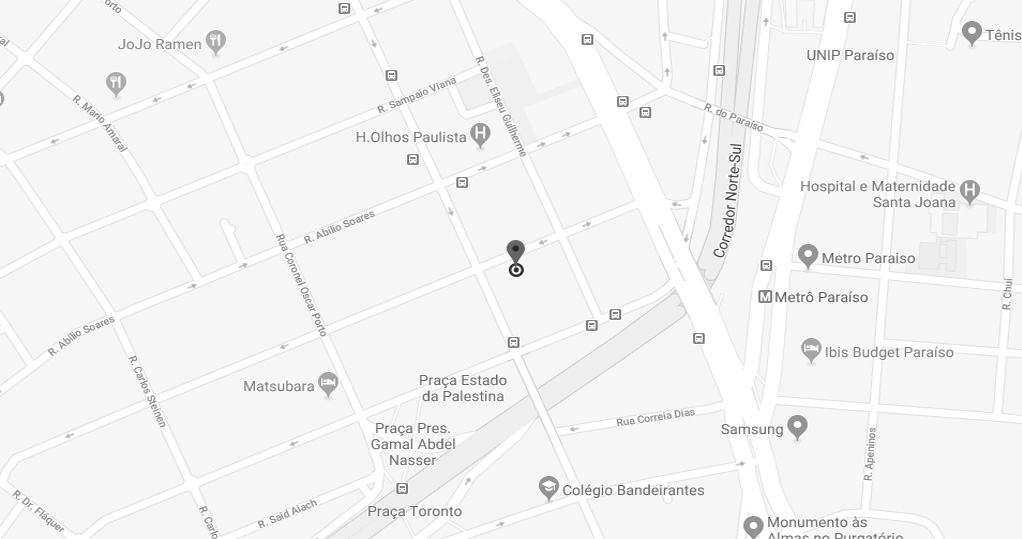 orto
JoJo Ramen
R. Sampaio Viana
R. Des. Eliseu Guilherme
UNIP Paraíso
Tênis
R. Mario Amaral
H.Olhos Paulista
R. do Paraíso
Corredor Norte-Sul
Hospital e Maternidade
Santa Joana
R. Abílio Soares
Rua Coronel Oscar Porto
Metro Paraiso
M Metrô Paraíso
R. Chuí
R. Abílio Soares
R. Carlos Steinen
Matsubara
Praça Estado
da Palestina
Ibis Budget Paraíso
Rua Correia Dias
Samsung
Praça Pres.
Gamal Abdel
Nasser
R. Apeninos
R. Dr. Fláquer
R. Carlo
R. Said Aiach
Praça Toronto
Colégio Bandeirantes
Monumento às
Almas no Purgatório